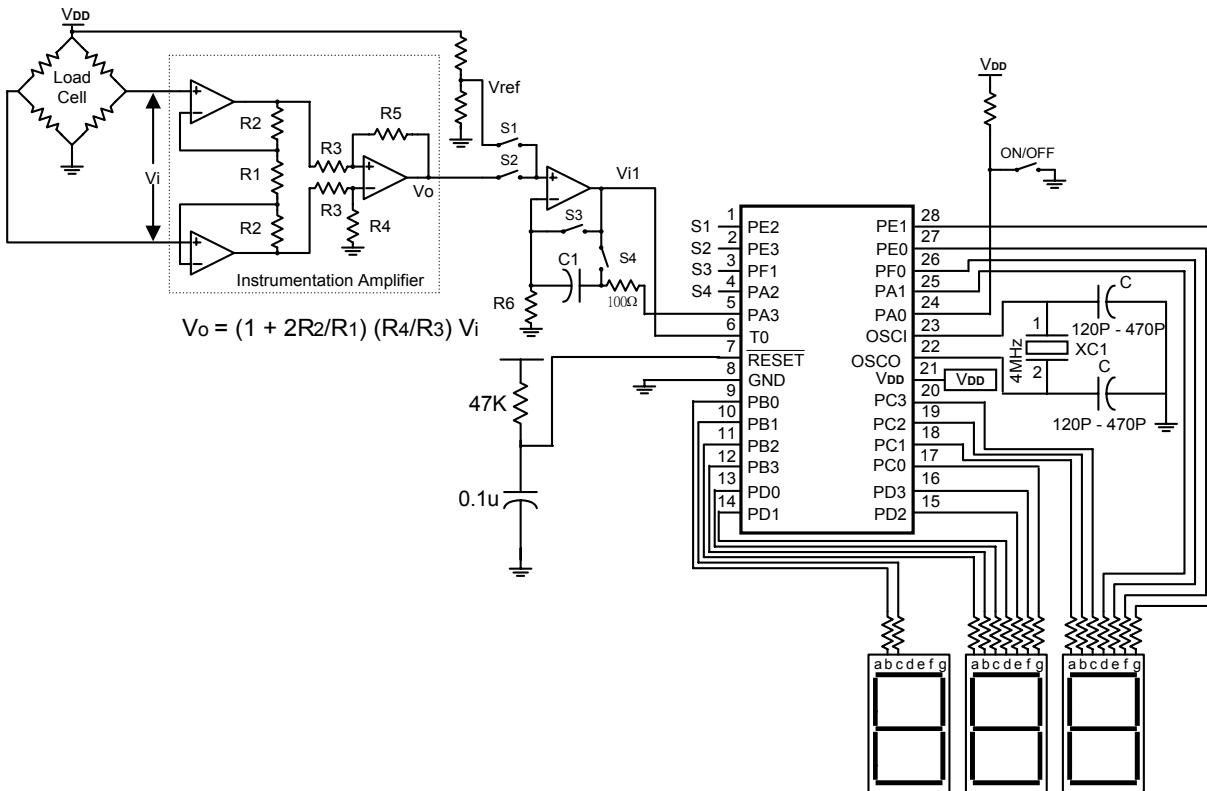 VDD
Load
Cell
Vi
R2
R1
R2
R3
R3
R5
R4
Vo
Instrumentation Amplifier
Vo = (1 + 2R2/R1) (R4/R3) Vi
Vref
S1
S2
Vi1
S3
S4
C1
R6
100Ω
47K
0.1u
VDD
ON/OFF
S1 1 PE2
S2 2 PE3
S3 3 PF1
S4 4 PA2
5 PA3
6 T0
7 RESET
8 GND
9 PB0
10 PB1
11 PB2
12 PB3
13 PD0
14 PD1
PE1 28
PE0 27
PF0 26
PA1 25
PA0 24
OSCI 23
OSCO 22
VDD 21 VDD
PC3 20
PC2 19
PC1 18
PC0 17
PD3 16
PD2 15
C
120P - 470P
1
4MHz
XC1
2
C
120P - 470P
abcdefg
abcdefg
abcdefg